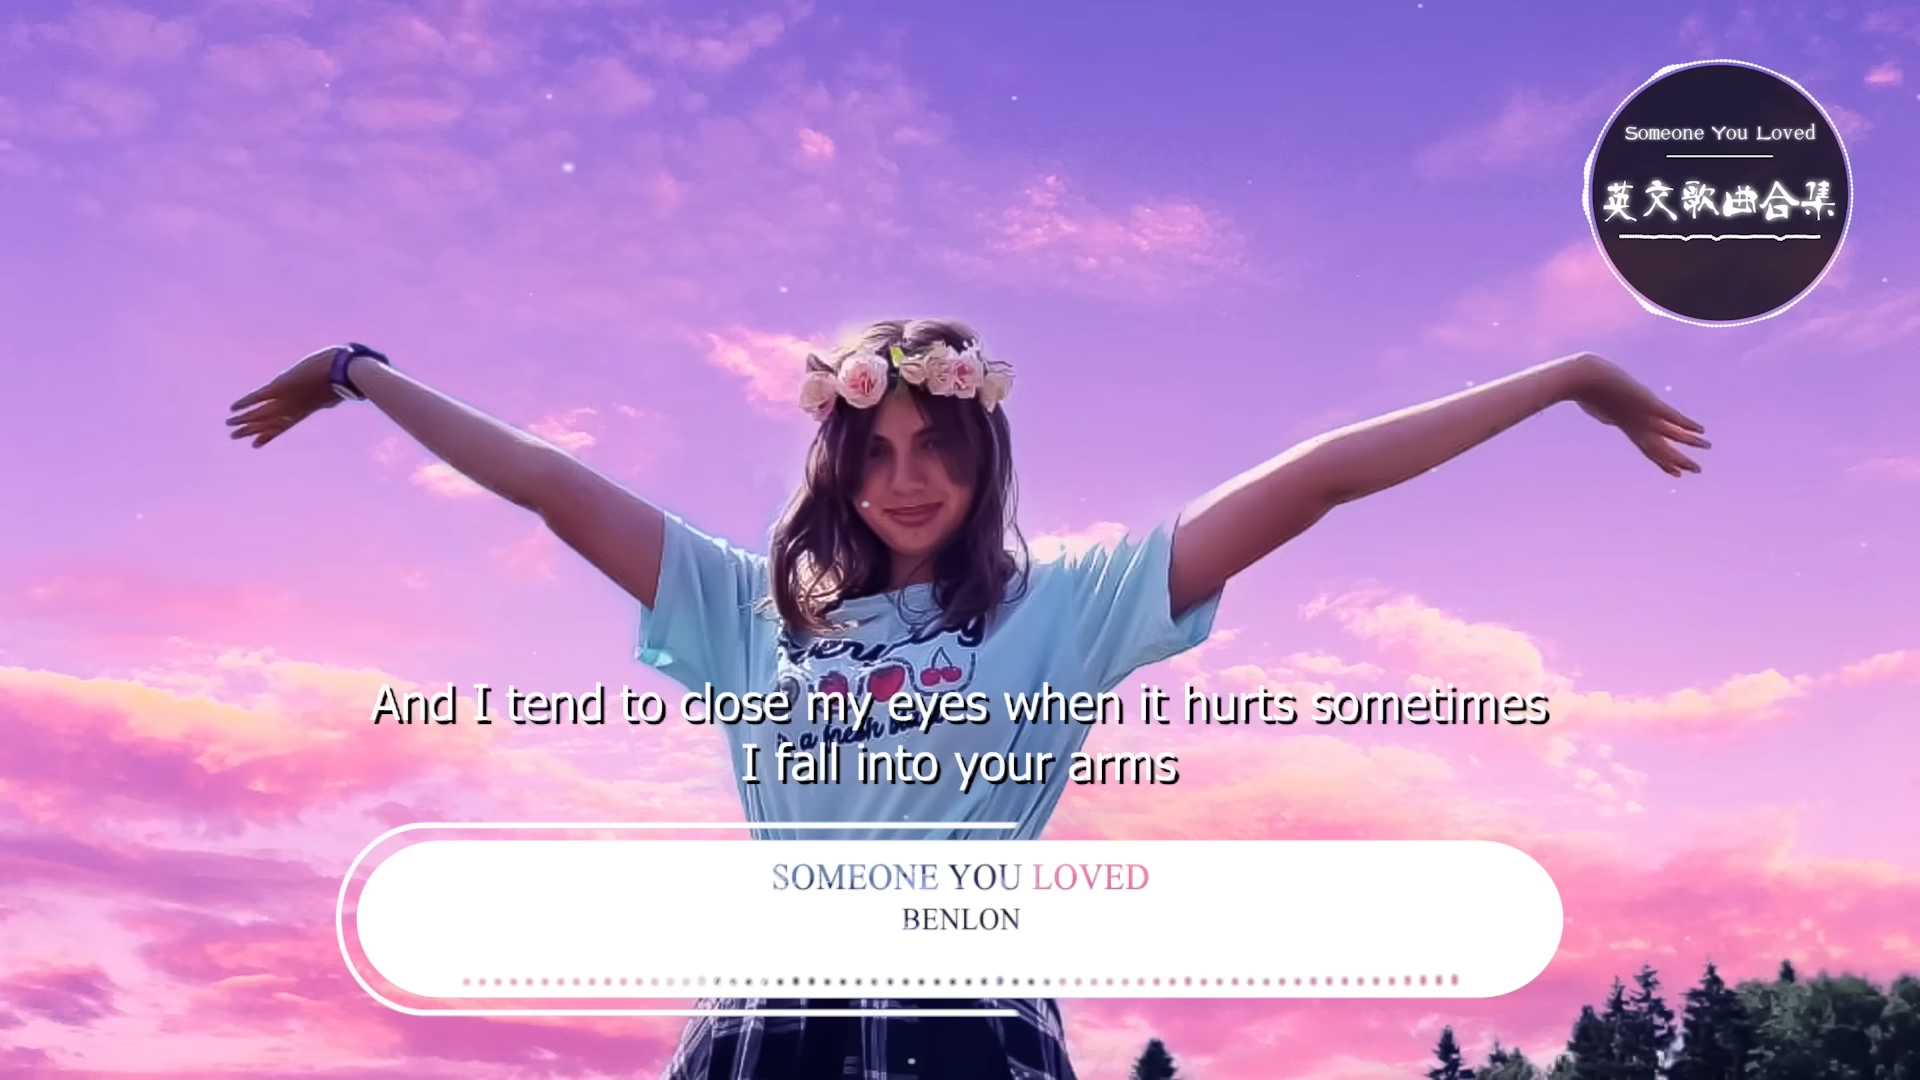 Someone You Loved
英文歌曲合集
And I tend to close my eyes when it hurts sometimes
I fall into your arms
SOMEONE YOU LOVED
BENLON